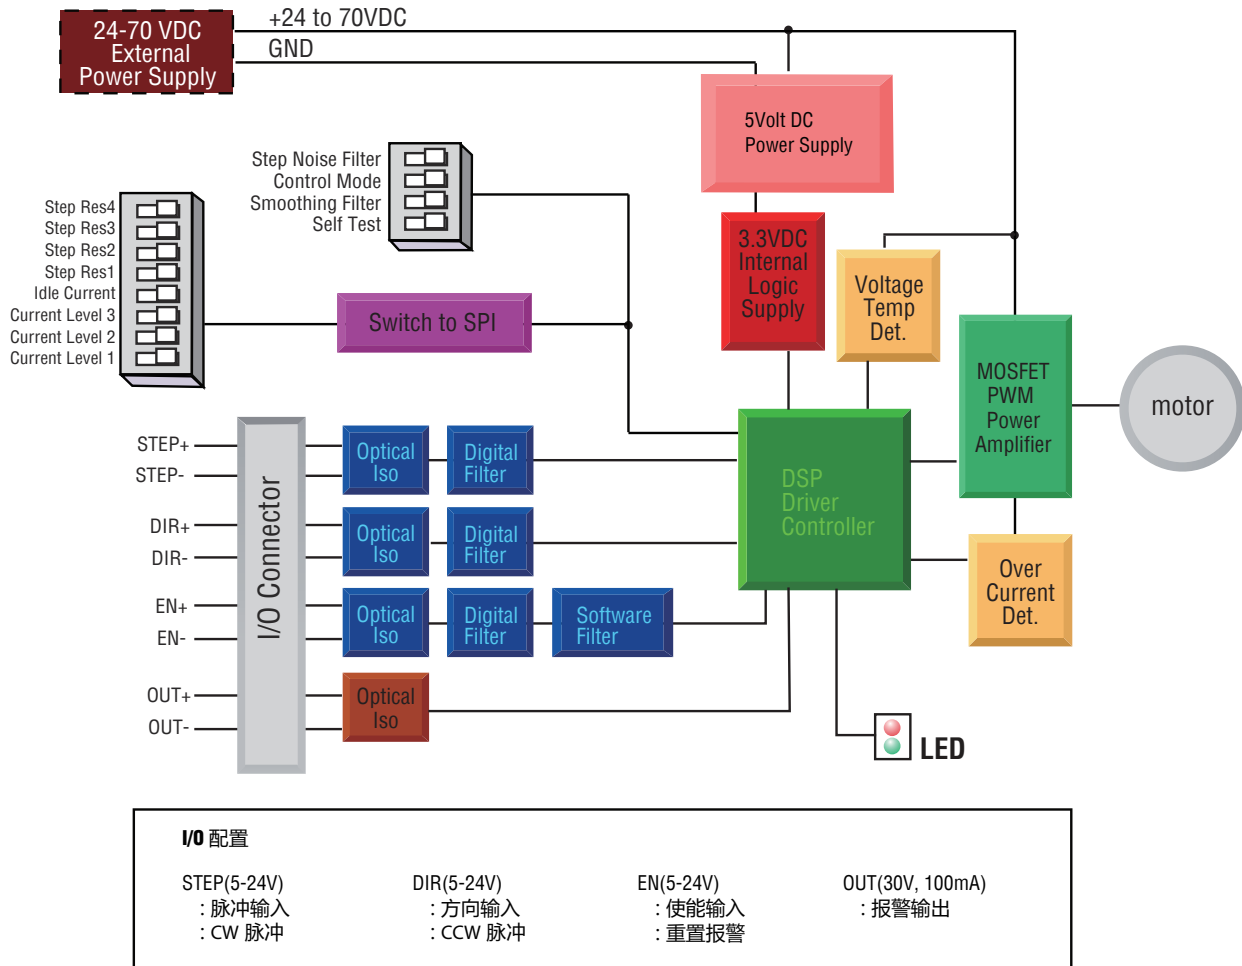 24-70 VDC
External
Power Supply
+24 to 70VDC
GND
5Volt DC
Power Supply
Step Noise Filter
Control Mode
Smoothing Filter
Self Test
Step Res4
Step Res3
Step Res2
Step Res1
Idle Current
Current Level 3
Current Level 2
Current Level 1
Switch to SPI
3.3VDC
Internal
Logic
Supply
Voltage
Temp
Det.
MOSFET
PWM
Power
Amplifier
motor
STEP+
STEP-
DIR+
DIR-
EN+
EN-
OUT+
OUT-
I/O Connector
Optical
Iso
Digital
Filter
Optical
Iso
Digital
Filter
Optical
Iso
Digital
Filter
Software
Filter
Optical
Iso
DSP
Driver
Controller
Over
Current
Det.
LED
I/O 配置
STEP(5-24V)
: 脉冲输入
: CW 脉冲
DIR(5-24V)
: 方向输入
: CCW 脉冲
EN(5-24V)
: 使能输入
: 重置报警
OUT(30V, 100mA)
: 报警输出